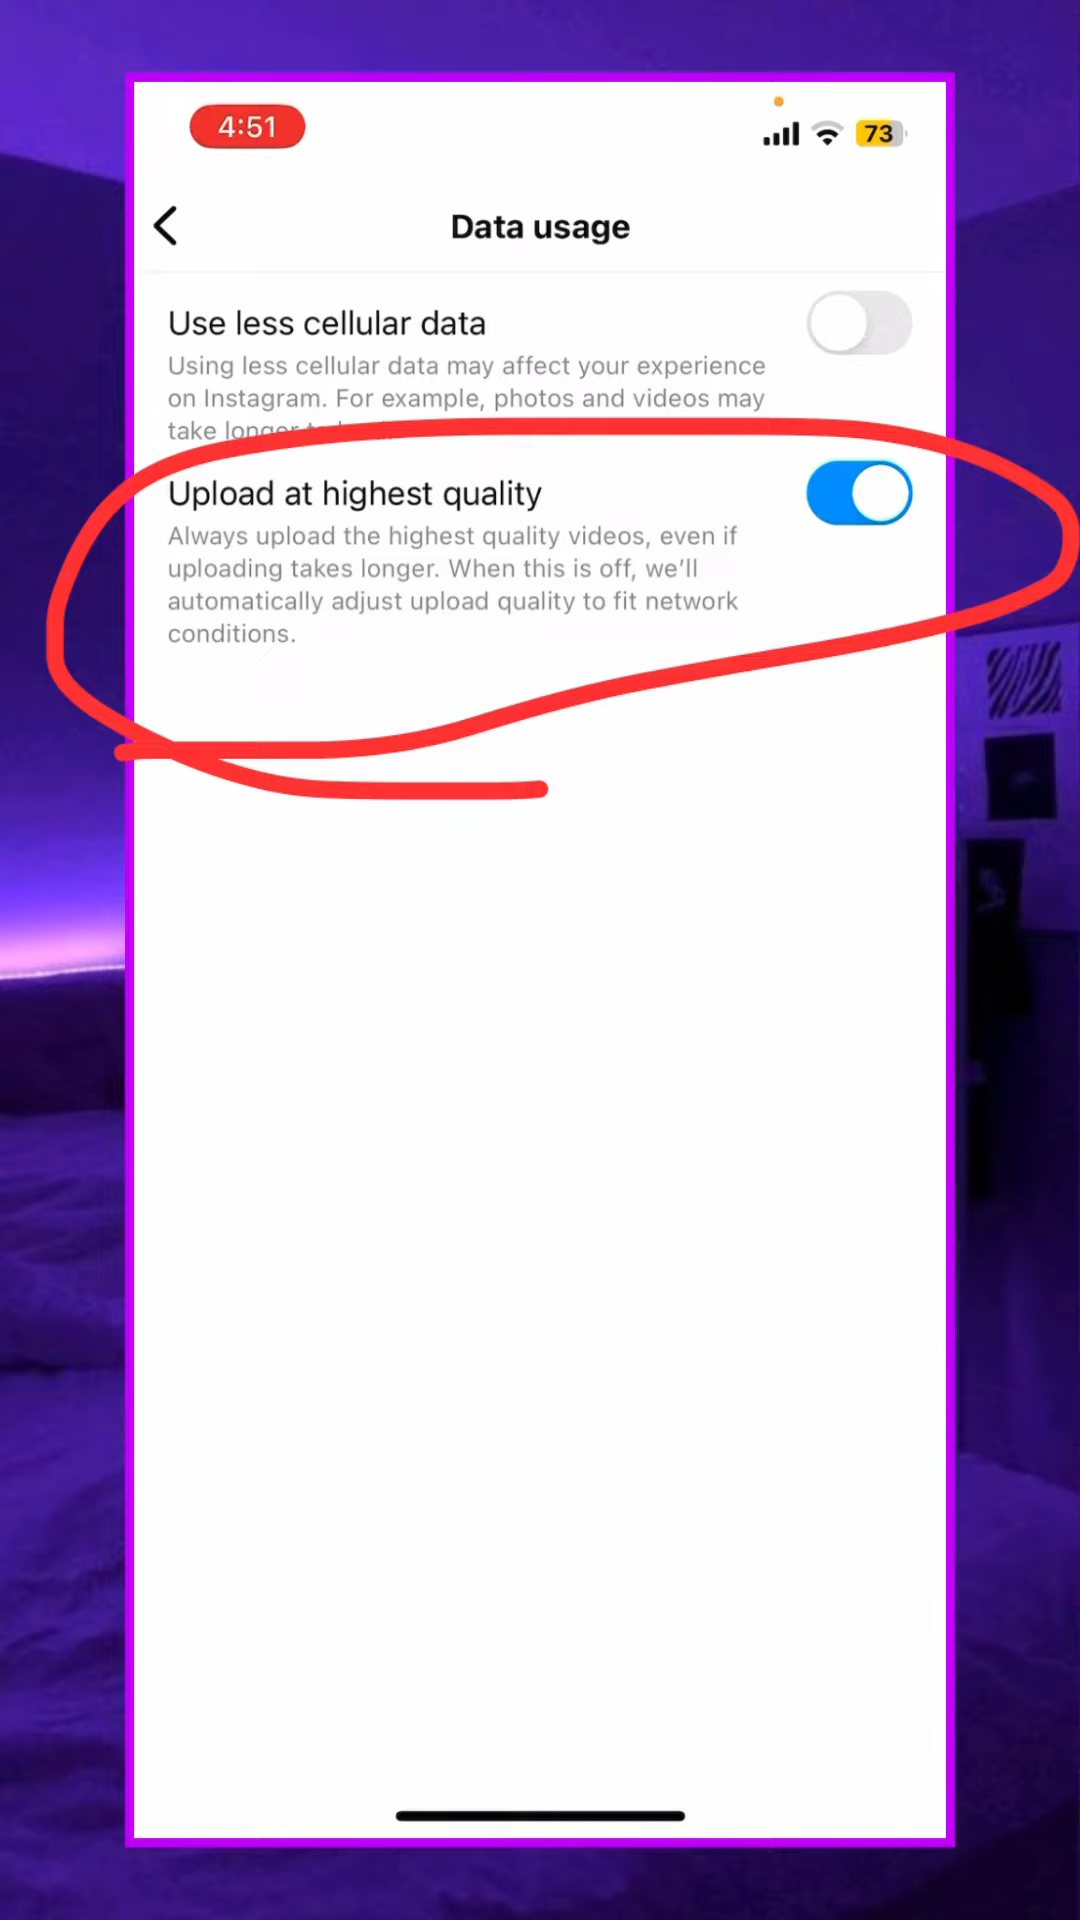 4:51
73
Data usage
Use less cellular data
Using less cellular data may affect your experience
on Instagram. For example, photos and videos may
take longer
Upload at highest quality
Always upload the highest quality videos, even if
uploading takes longer. When this is off, we’ll
automatically adjust upload quality to fit network
conditions.